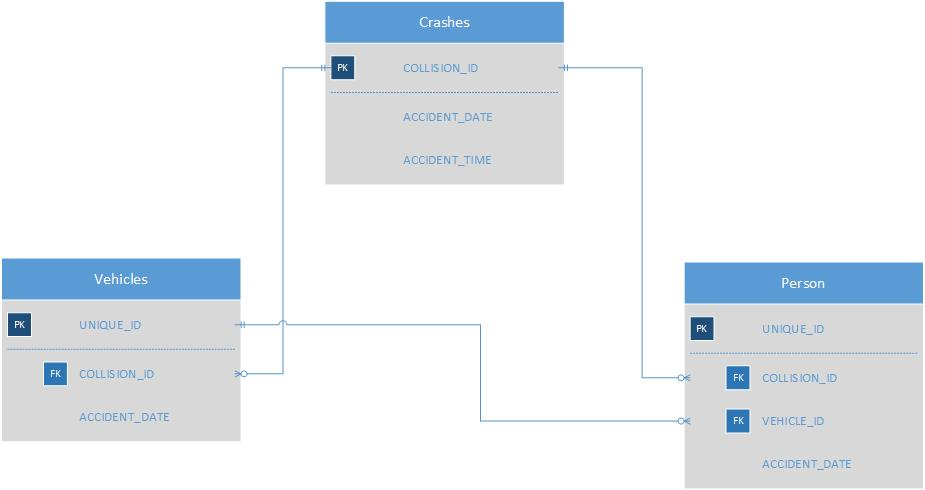 Crashes
PK COLLISION_ID
ACCIDENT_DATE
ACCIDENT_TIME
Vehicles
PK UNIQUE_ID
FK COLLISION_ID
ACCIDENT_DATE
Person
PK UNIQUE_ID
FK COLLISION_ID
FK VEHICLE_ID
ACCIDENT_DATE